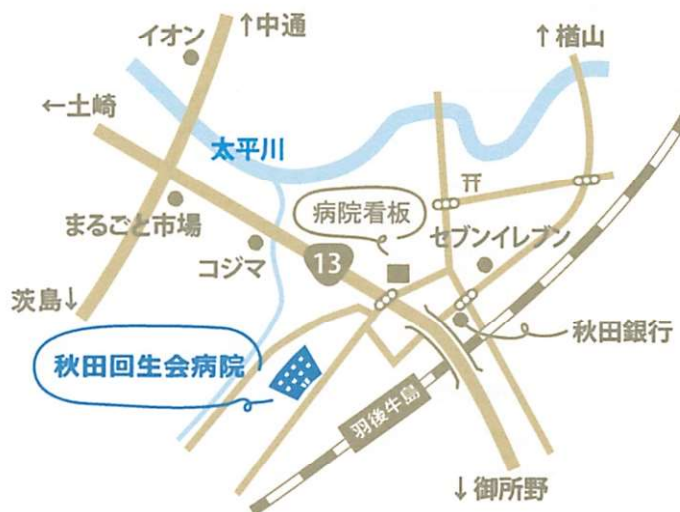 ↑中通
イオン
↑楢山
←土崎
太平川
病院看板
まるごと市場
セブンイレブン
コジマ
13
茨島↓
秋田銀行
秋田回生会病院
羽後牛島
↓御所野